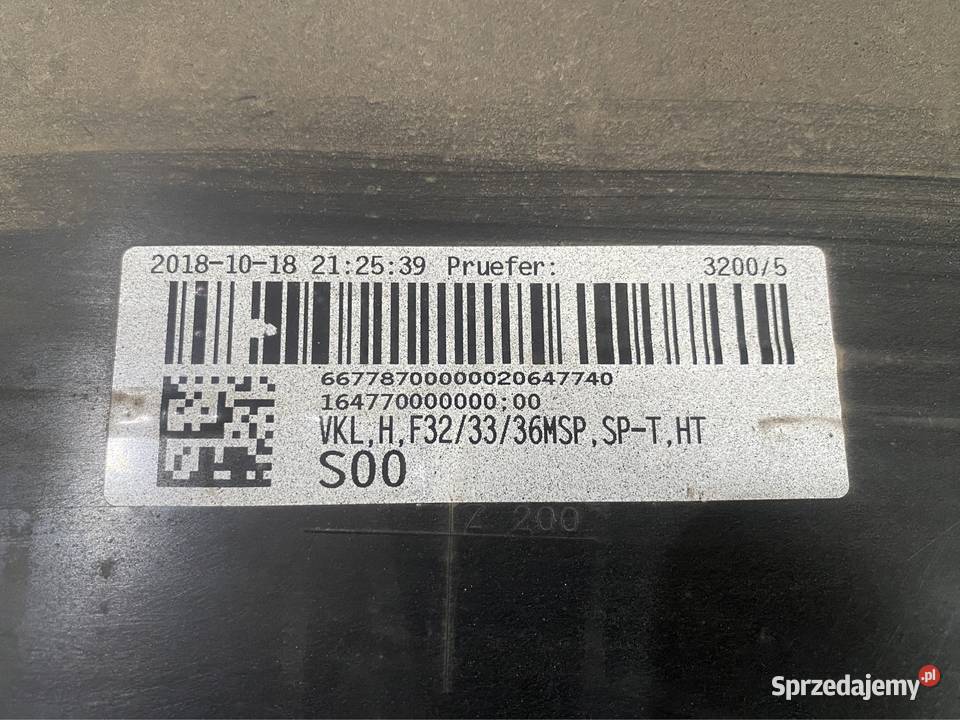 2018-10-18 21:25:39 Pruefer: 3200/5
66778700000020647740
164770000000;00
VKL,H,F32/33/36MSP,SP-T,HT
S00
Z 200
Sprzedajemy.pl